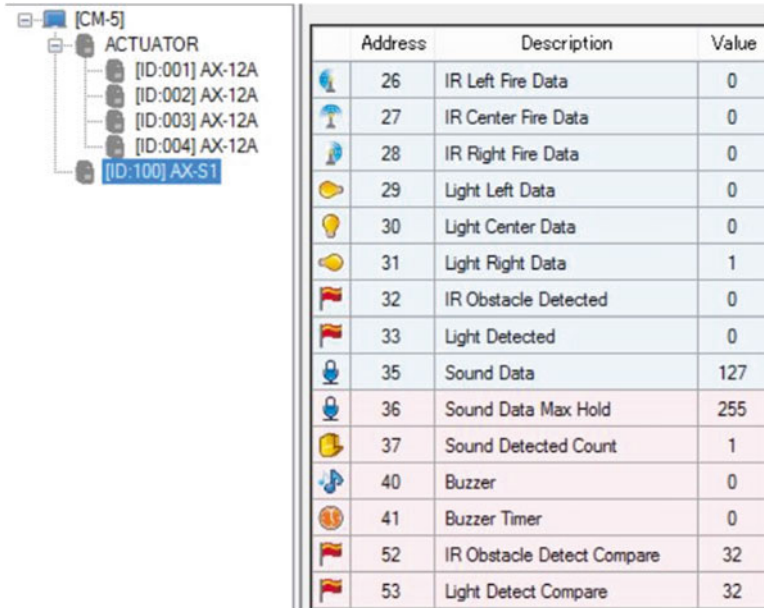 [CM-5]
ACTUATOR
[ID:001] AX-12A
[ID:002] AX-12A
[ID:003] AX-12A
[ID:004] AX-12A
[ID:100] AX-S1
Address Description Value
26 IR Left Fire Data 0
27 IR Center Fire Data 0
28 IR Right Fire Data 0
29 Light Left Data 0
30 Light Center Data 0
31 Light Right Data 1
32 IR Obstacle Detected 0
33 Light Detected 0
35 Sound Data 127
36 Sound Data Max Hold 255
37 Sound Detected Count 1
40 Buzzer 0
41 Buzzer Timer 0
52 IR Obstacle Detect Compare 32
53 Light Detect Compare 32